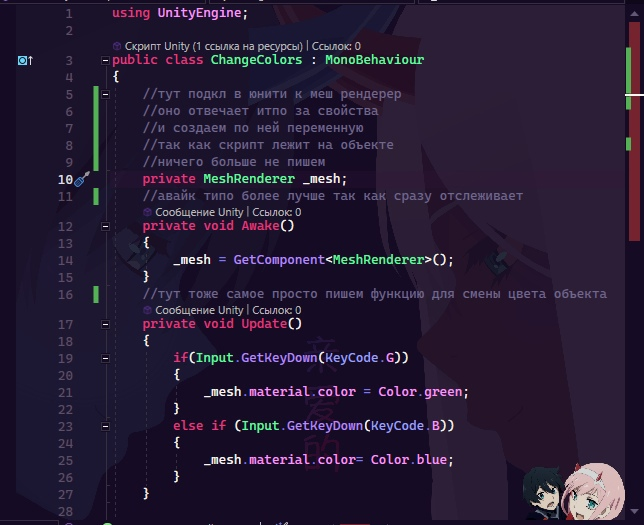 1 using UnityEngine;
2
Скрипт Unity (1 ссылка на ресурсы) | Ссылок: 0
3 public class ChangeColors : MonoBehaviour
4 {
5 //тут подкл в юнити к меш рендерер
6 //оно отвечает итпо за свойства
7 //и создаем по ней переменную
8 //так как скрипт лежит на объекте
9 //ничего больше не пишем
10 private MeshRenderer _mesh;
11 //авайк типо более лучше так как сразу отслеживает
Сообщение Unity | Ссылок: 0
12 private void Awake()
13 {
14 _mesh = GetComponent<MeshRenderer>();
15 }
16 //тут тоже самое просто пишем функцию для смены цвета объекта
Сообщение Unity | Ссылок: 0
17 private void Update()
18 {
19 if(Input.GetKeyDown(KeyCode.G))
20 {
21 _mesh.material.color = Color.green;
22 }
23 else if (Input.GetKeyDown(KeyCode.B))
24 {
25 _mesh.material.color= Color.blue;
26 }
27 }
28